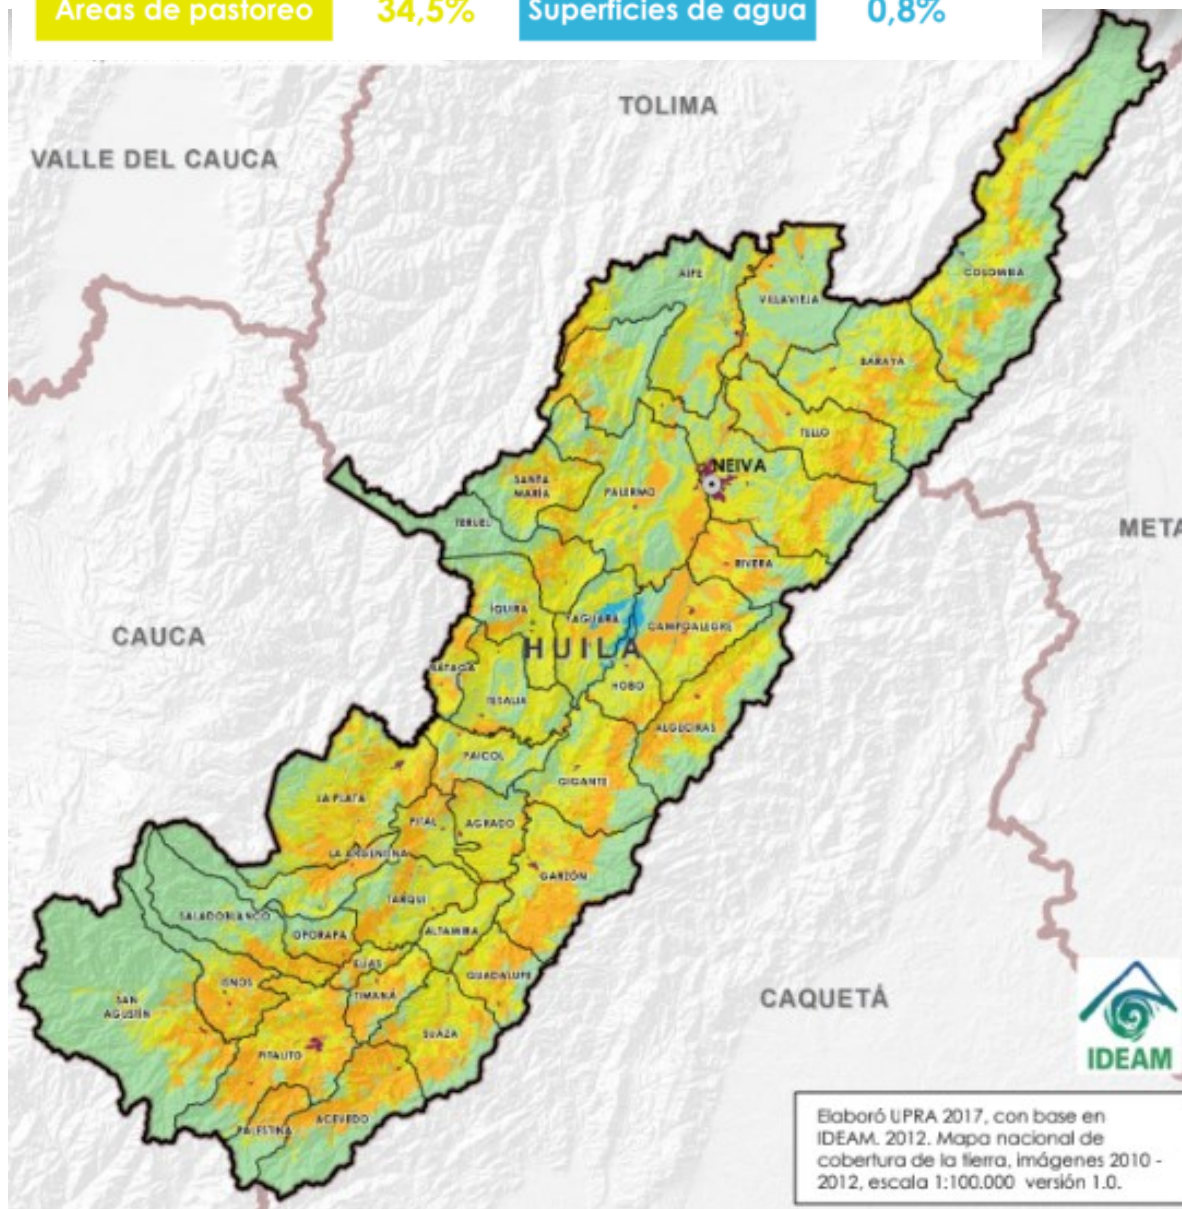 Áreas de pastoreo 34,5% Superficies de agua 0,8%
TOLIMA
VALLE DEL CAUCA
AIPE
COLOMBIA
VILLAVIEJA
BARAYA
TELLO
NEIVA
SANTA
MARÍA
PALERMO
TERUEL
META
RIVERA
IQUIRA
YAGUARÁ
CAMPOALEGRE
CAUCA
HUILA
NÁTAGA
HOBO
TESALIA
ALGECIRAS
PAICOL
GIGANTE
LA PLATA
PITAL
AGRADO
LA ARGENTINA
GARZÓN
TARQUI
SALADOBLANCO
OPORAPA
ALTAMIRA
ELÍAS
GUADALUPE
ISNOS
TIMANÁ
SAN
AGUSTÍN
CAQUETÁ
SUAZA
PITALITO
IDEAM
ACEVEDO
PALESTINA
Elaboró UPRA 2017, con base en
IDEAM. 2012. Mapa nacional de
cobertura de la tierra, imágenes 2010 -
2012, escala 1:100.000 versión 1.0.